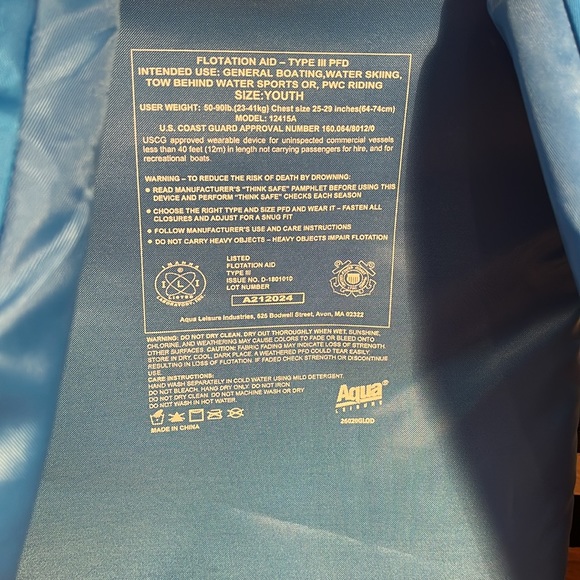 FLOTATION AID – TYPE III PFD
INTENDED USE: GENERAL BOATING,WATER SKIING,
TOW BEHIND WATER SPORTS OR, PWC RIDING
SIZE:YOUTH
USER WEIGHT: 50-90lb.(23-41kg) Chest size 25-29 inches(64-74cm)
MODEL: 12415A
U.S. COAST GUARD APPROVAL NUMBER 160.064/8012/0
USCG approved wearable device for uninspected commercial vessels
less than 40 feet (12m) in length not carrying passengers for hire, and for
recreational boats.
WARNING – TO REDUCE THE RISK OF DEATH BY DROWNING:
● READ MANUFACTURER'S "THINK SAFE" PAMPHLET BEFORE USING THIS
DEVICE AND PERFORM "THINK SAFE" CHECKS EACH SEASON
● CHOOSE THE RIGHT TYPE AND SIZE PFD AND WEAR IT – FASTEN ALL
CLOSURES AND ADJUST FOR A SNUG FIT
● FOLLOW MANUFACTURER'S USE AND CARE INSTRUCTIONS
● DO NOT CARRY HEAVY OBJECTS – HEAVY OBJECTS IMPAIR FLOTATION
LISTED
FLOTATION AID
TYPE III
ISSUE NO. D-1801010
LOT NUMBER
A212024
I L I
LISTED
LABORATORY, INC.
Aqua Leisure Industries, 525 Bodwell Street, Avon, MA 02322
WARNING: DO NOT DRY CLEAN. DRY OUT THOROUGHLY WHEN WET. SUNSHINE,
CHLORINE, AND WEATHERING MAY CAUSE COLORS TO FADE OR BLEED ONTO
OTHER SURFACES. CAUTION: FABRIC FADING MAY INDICATE LOSS OF STRENGTH.
STORE IN DRY, COOL, DARK PLACE. A WEATHERED PFD COULD TEAR EASILY,
RESULTING IN LOSS OF FLOTATION. IF FADED CHECK STRENGTH OR DISCONTINUE
USE.
CARE INSTRUCTIONS:
HAND WASH SEPARATELY IN COLD WATER USING MILD DETERGENT.
DO NOT BLEACH. HANG DRY ONLY. DO NOT IRON
DO NOT DRY CLEAN. DO NOT MACHINE WASH OR DRY
DO NOT WASH IN HOT WATER.
MADE IN CHINA
Aqua®
LEISURE
26020GLOD